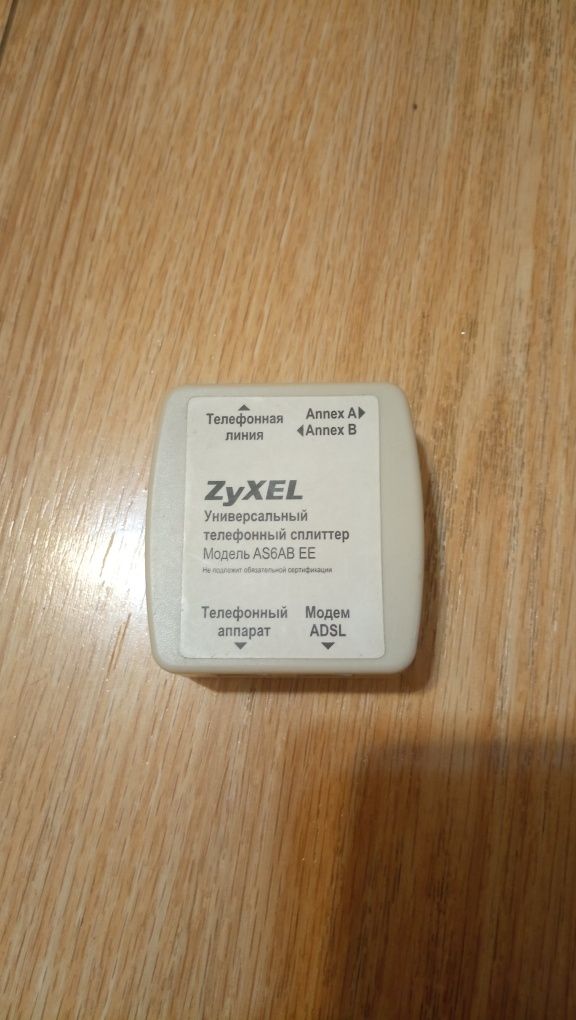 Телефонная линия
Annex A
Annex B
ZyXEL
Универсальный
телефонный сплиттер
Модель AS6AB EE
Не подлежит обязательной сертификации
Телефонный аппарат
Модем ADSL